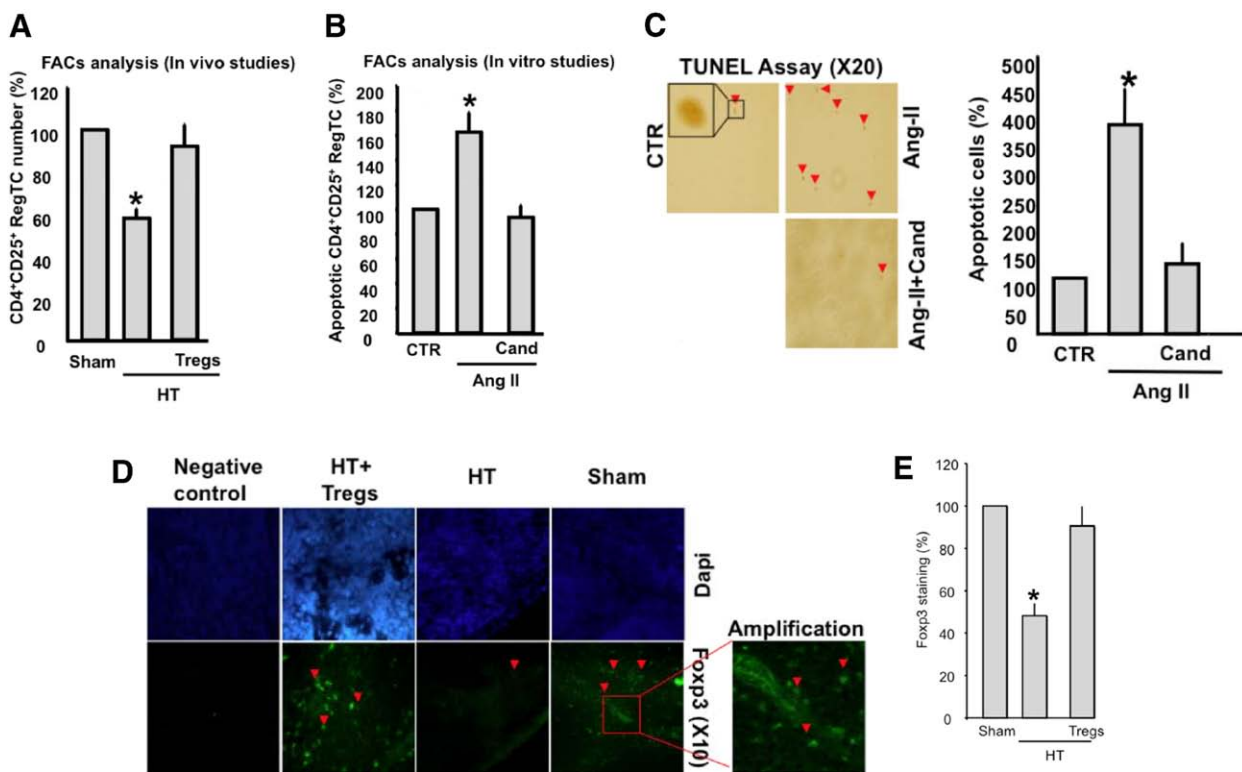 A
FACs analysis (In vivo studies)
CD4⁺CD25⁺ RegTC number (%)
120
100
80
60
40
20
0
Sham
Tregs
HT
B
FACs analysis (In vitro studies)
Apoptotic CD4⁺CD25⁺ RegTC (%)
200
180
160
140
120
100
80
60
40
20
0
*
*
CTR
Cand
Ang II
C
TUNEL Assay (X20)
CTR
Ang-II
Ang-II+Cand
Apoptotic cells (%)
500
450
400
350
300
250
200
150
100
50
0
*
CTR
Cand
Ang II
D
Negative control
HT+ Tregs
HT
Sham
Dapi
Foxp3 (X10)
Amplification
E
Foxp3 staining (%)
120
100
80
60
40
20
0
*
Sham
Tregs
HT